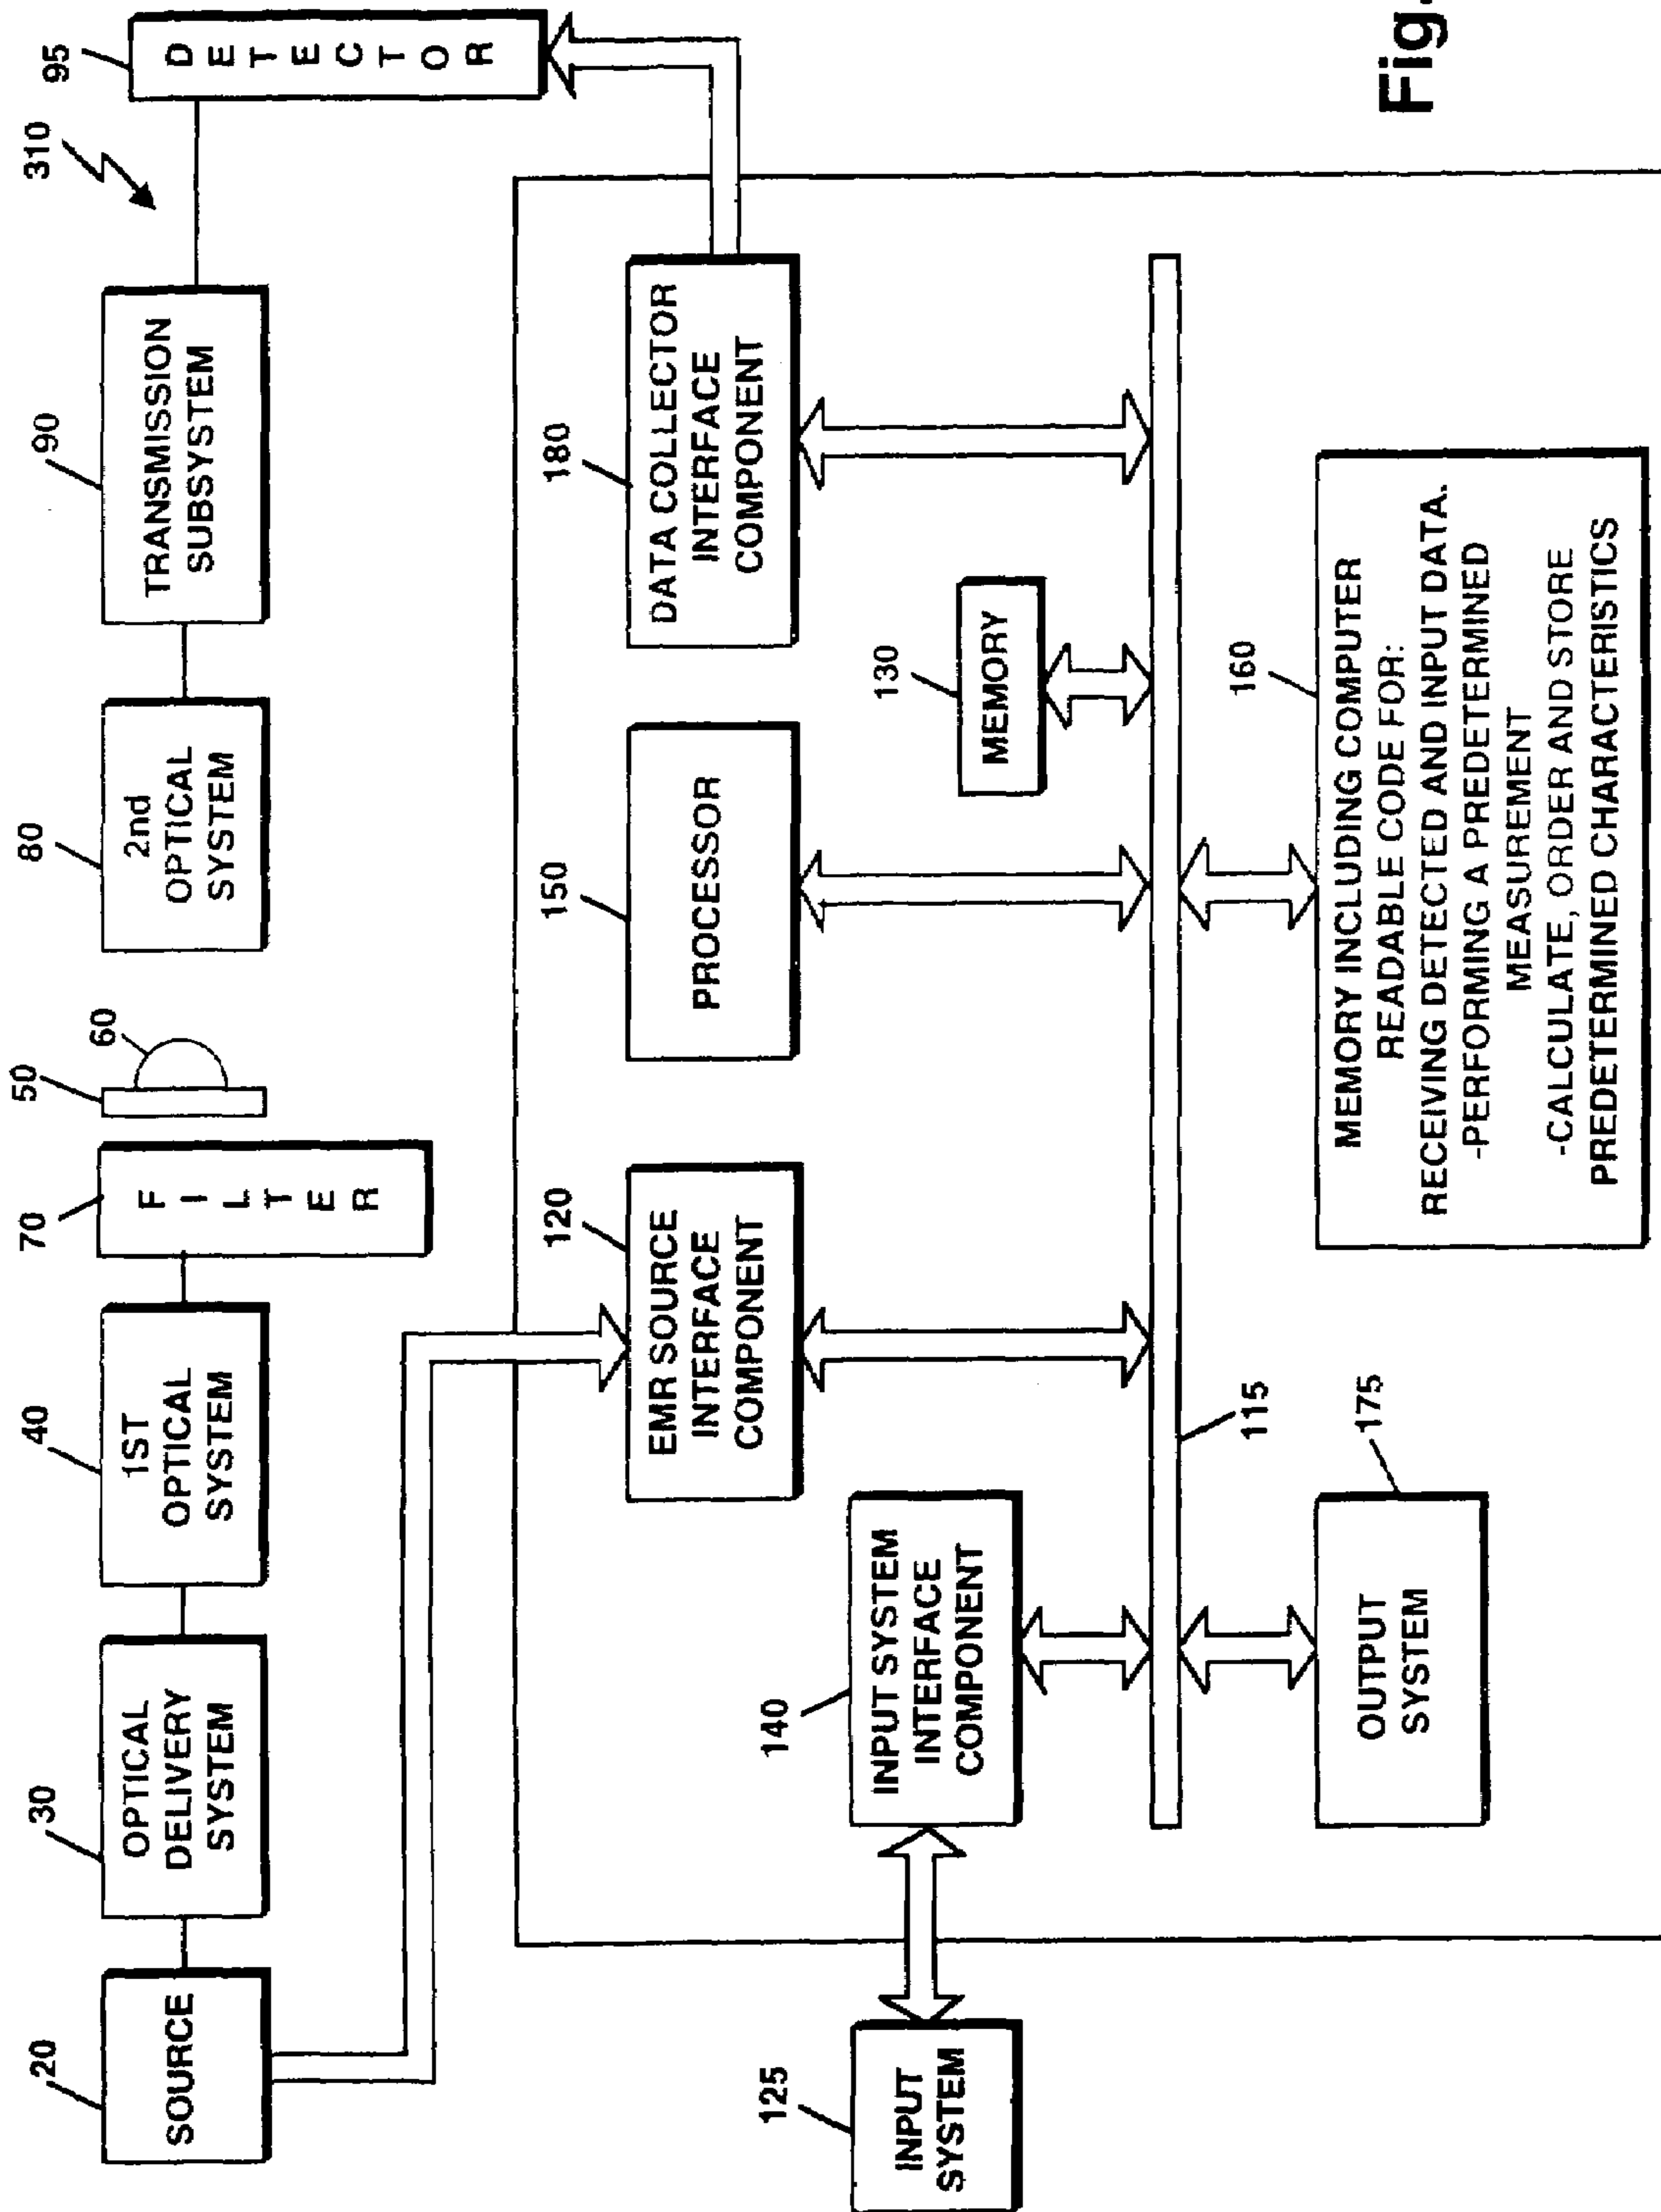 20
SOURCE
30
OPTICAL
DELIVERY
SYSTEM
40
1ST
OPTICAL
SYSTEM
70
FILTER
50
60
80
2nd
OPTICAL
SYSTEM
90
TRANSMISSION
SUBSYSTEM
310
95
DETECTOR
125
INPUT
SYSTEM
140
INPUT SYSTEM
INTERFACE
COMPONENT
120
EMR SOURCE
INTERFACE
COMPONENT
150
PROCESSOR
130
MEMORY
180
DATA COLLECTOR
INTERFACE
COMPONENT
115
175
OUTPUT
SYSTEM
160
MEMORY INCLUDING COMPUTER
READABLE CODE FOR:
RECEIVING DETECTED AND INPUT DATA.
-PERFORMING A PREDETERMINED
MEASUREMENT
-CALCULATE, ORDER AND STORE
PREDETERMINED CHARACTERISTICS
Fig.